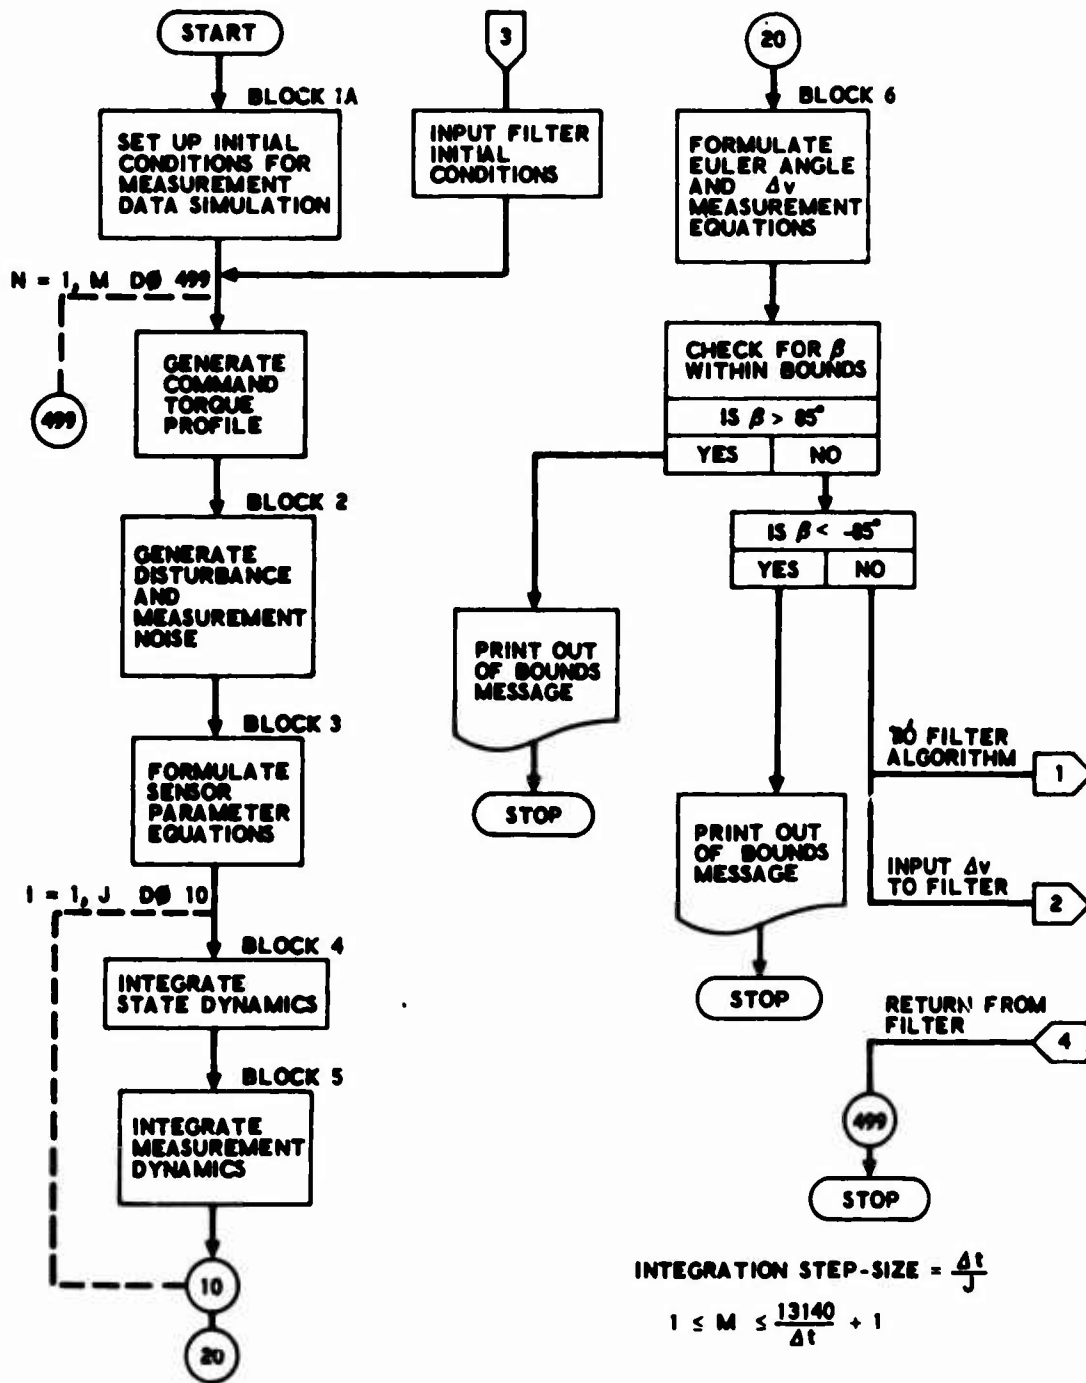 START
BLOCK 1A
SET UP INITIAL
CONDITIONS FOR
MEASUREMENT
DATA SIMULATION
3
INPUT FILTER
INITIAL
CONDITIONS
N = 1, M DØ 499
499
GENERATE
COMMAND
TORQUE
PROFILE
BLOCK 2
GENERATE
DISTURBANCE
AND
MEASUREMENT
NOISE
BLOCK 3
FORMULATE
SENSOR
PARAMETER
EQUATIONS
I = 1, J DØ 10
BLOCK 4
INTEGRATE
STATE DYNAMICS
BLOCK 5
INTEGRATE
MEASUREMENT
DYNAMICS
10
20
20
BLOCK 6
FORMULATE
EULER ANGLE
AND Δv
MEASUREMENT
EQUATIONS
CHECK FOR β
WITHIN BOUNDS
IS β > 85°
YES NO
IS β < -85°
YES NO
PRINT OUT
OF BOUNDS
MESSAGE
STOP
PRINT OUT
OF BOUNDS
MESSAGE
STOP
TO FILTER
ALGORITHM
1
INPUT Δv
TO FILTER
2
RETURN FROM
FILTER
4
499
STOP
INTEGRATION STEP-SIZE = Δt/J
1 ≤ M ≤ 13140/Δt + 1